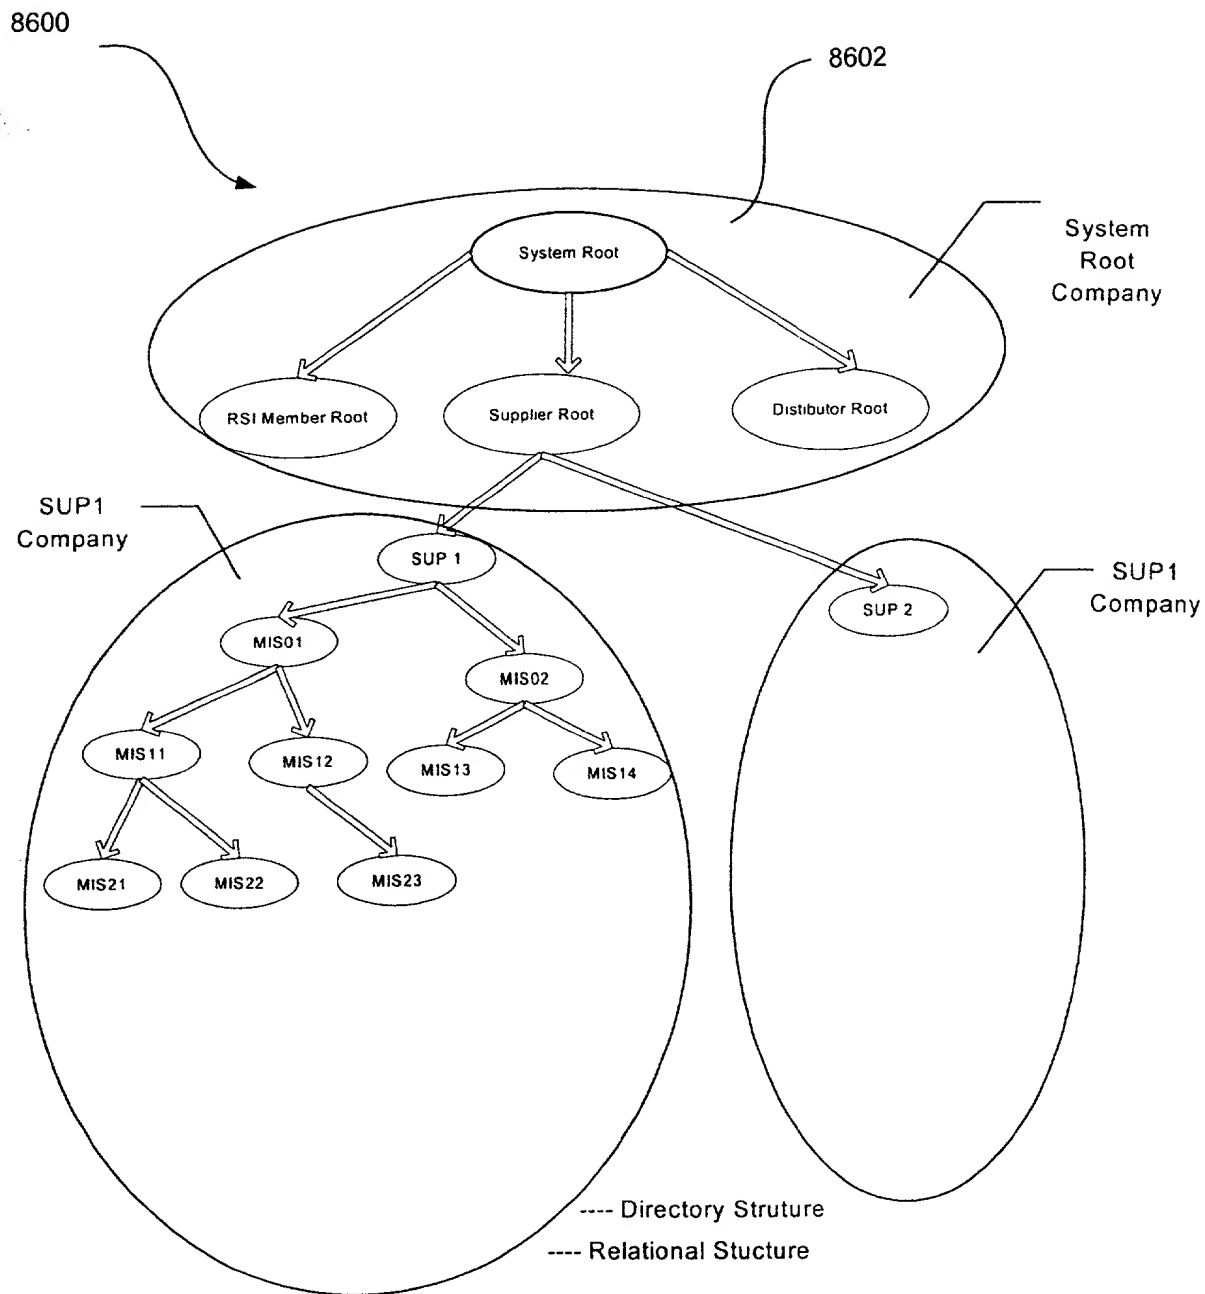 8600
8602
System Root
System
Root
Company
RSI Member Root
Supplier Root
Distibutor Root
SUP1
Company
SUP 1
SUP1
Company
SUP 2
MIS01
MIS02
MIS11
MIS12
MIS13
MIS14
MIS21
MIS22
MIS23
---- Directory Struture
---- Relational Stucture